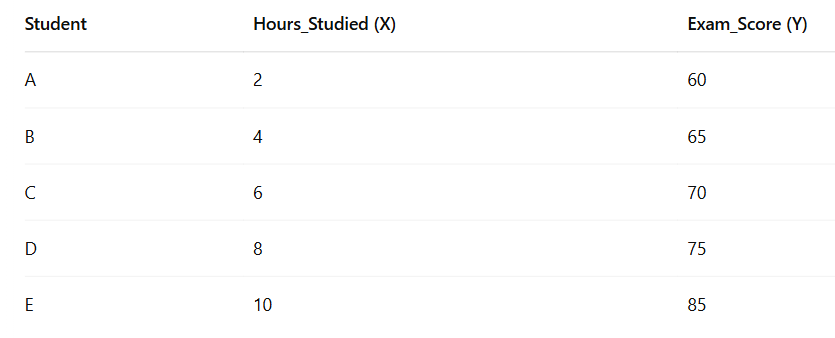 Student Hours_Studied (X) Exam_Score (Y)
A 2 60
B 4 65
C 6 70
D 8 75
E 10 85